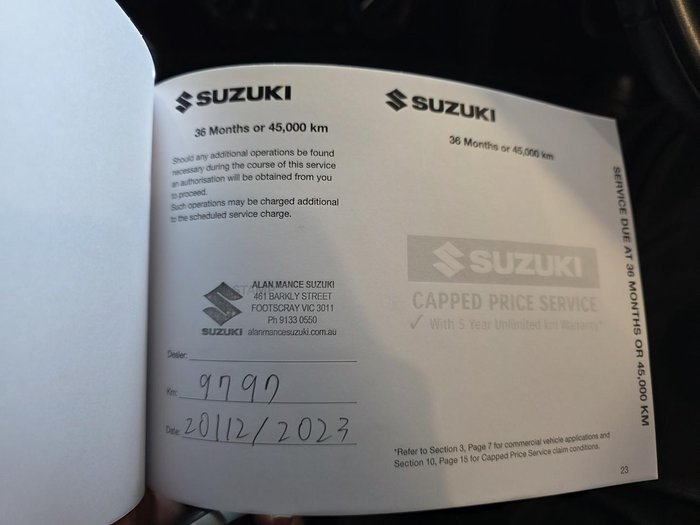 SUZUKI
36 Months or 45,000 km
Should any additional operations be found
necessary during the course of this service
an authorisation will be obtained from you
to proceed.
Such operations may be charged additional
to the scheduled service charge.
ALAN MANCE SUZUKI
461 BARKLY STREET
FOOTSCRAY VIC 3011
Ph 9133 0550
SUZUKI alanmancesuzuki.com.au
Dealer:
Km: 9797
Date: 20112/2023
SUZUKI
36 Months or 45,000 km
SUZUKI
CAPPED PRICE SERVICE
✓ With 5 Year Unlimited km Warranty*
*Refer to Section 3, Page 7 for commercial vehicle applications and
Section 10, Page 15 for Capped Price Service claim conditions.
23
SERVICE DUE AT 36 MONTHS OR 45,000 KM